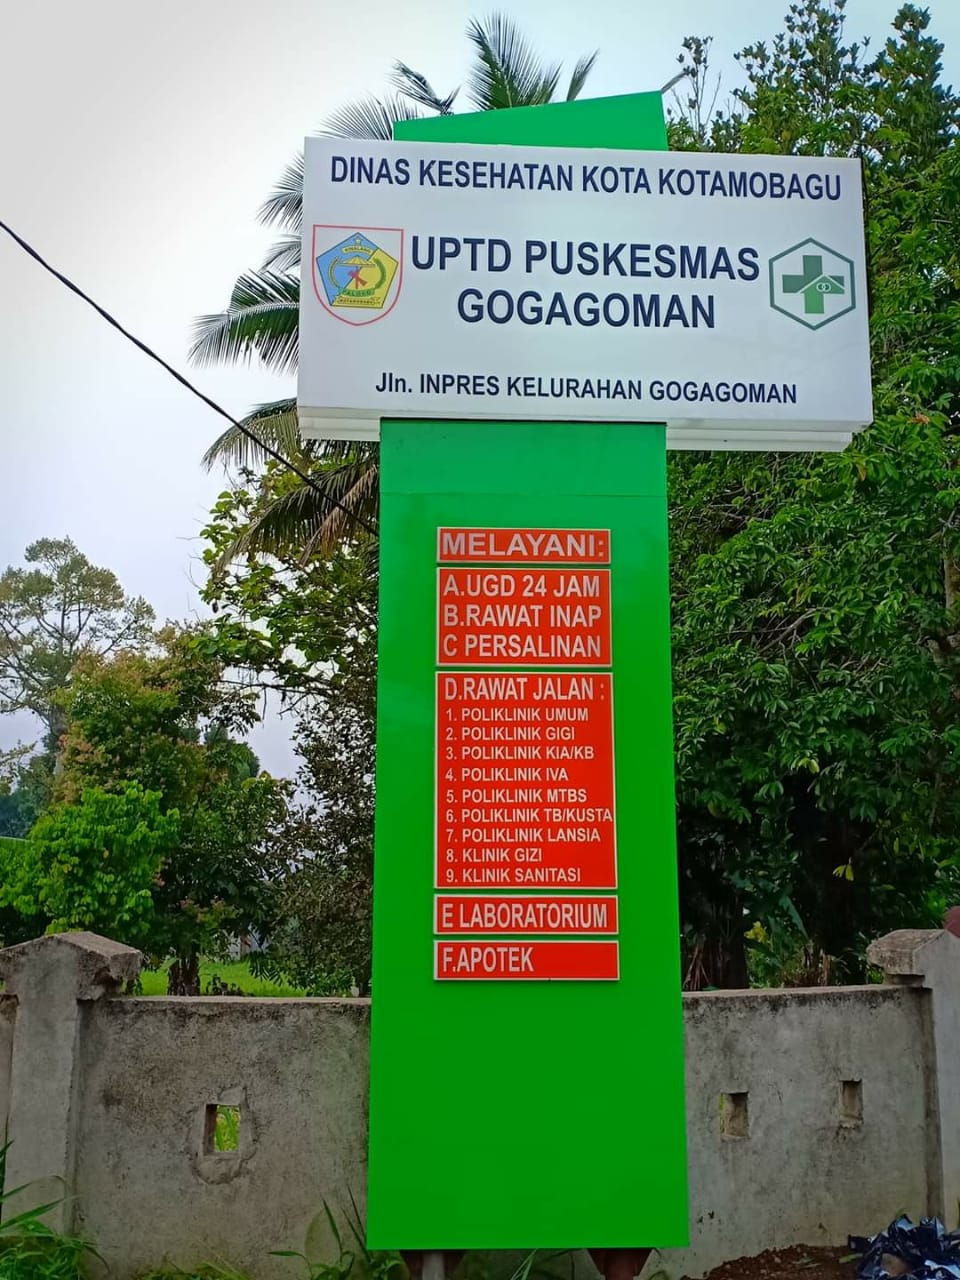 DINAS KESEHATAN KOTA KOTAMOBAGU
UPTD PUSKESMAS
GOGAGOMAN
Jln. INPRES KELURAHAN GOGAGOMAN
MELAYANI:
A.UGD 24 JAM
B.RAWAT INAP
C PERSALINAN
D.RAWAT JALAN :
1. POLIKLINIK UMUM
2. POLIKLINIK GIGI
3. POLIKLINIK KIA/KB
4. POLIKLINIK IVA
5. POLIKLINIK MTBS
6. POLIKLINIK TB/KUSTA
7. POLIKLINIK LANSIA
8. KLINIK GIZI
9. KLINIK SANITASI
E LABORATORIUM
F.APOTEK